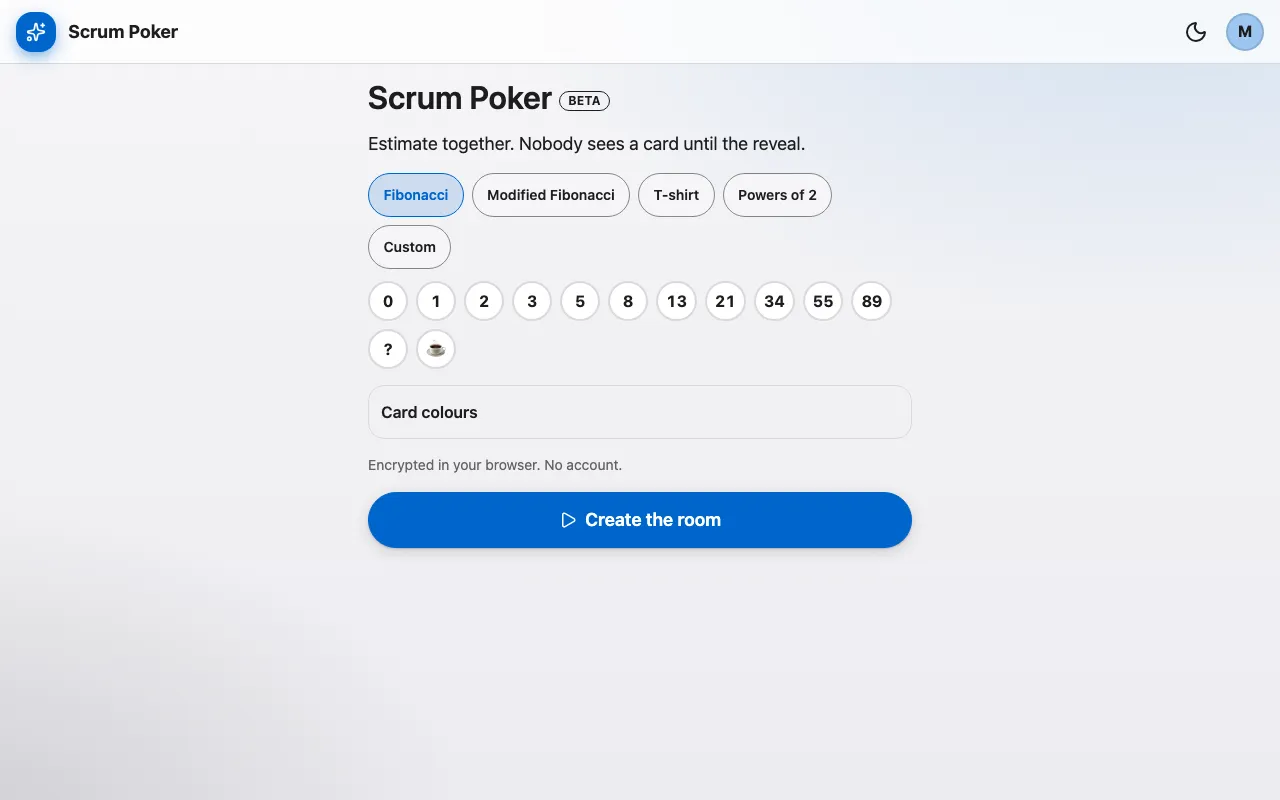 Scrum Poker
M
Scrum Poker BETA
Estimate together. Nobody sees a card until the reveal.
Fibonacci Modified Fibonacci T-shirt Powers of 2
Custom
0 1 2 3 5 8 13 21 34 55 89
? ☕
Card colours
Encrypted in your browser. No account.
Create the room